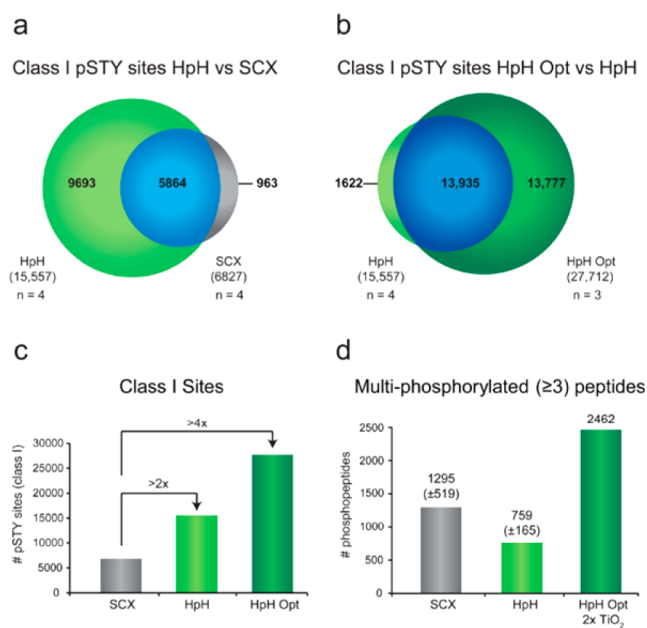 a
Class I pSTY sites HpH vs SCX
9693
5864
963
HpH
(15,557)
n = 4
SCX
(6827)
n = 4
b
Class I pSTY sites HpH Opt vs HpH
1622
13,935
13,777
HpH
(15,557)
n = 4
HpH Opt
(27,712)
n = 3
c
Class I Sites
# pSTY sites (class I)
30000
25000
20000
15000
10000
5000
0
>4x
>2x
SCX
HpH
HpH Opt
d
Multi-phosphorylated (≥3) peptides
# phosphopeptides
2500
2000
1500
1000
500
0
1295
(±519)
759
(±165)
2462
SCX
HpH
HpH Opt
2x TiO₂